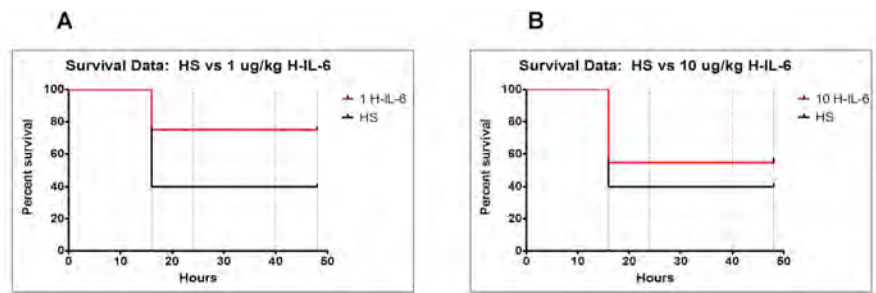 A
Survival Data: HS vs 1 ug/kg H-IL-6
Percent survival
100
80
60
40
20
0
0 10 20 30 40 50
Hours
1 H-IL-6
HS
B
Survival Data: HS vs 10 ug/kg H-IL-6
Percent survival
100
80
60
40
20
0
0 10 20 30 40 50
Hours
10 H-IL-6
HS